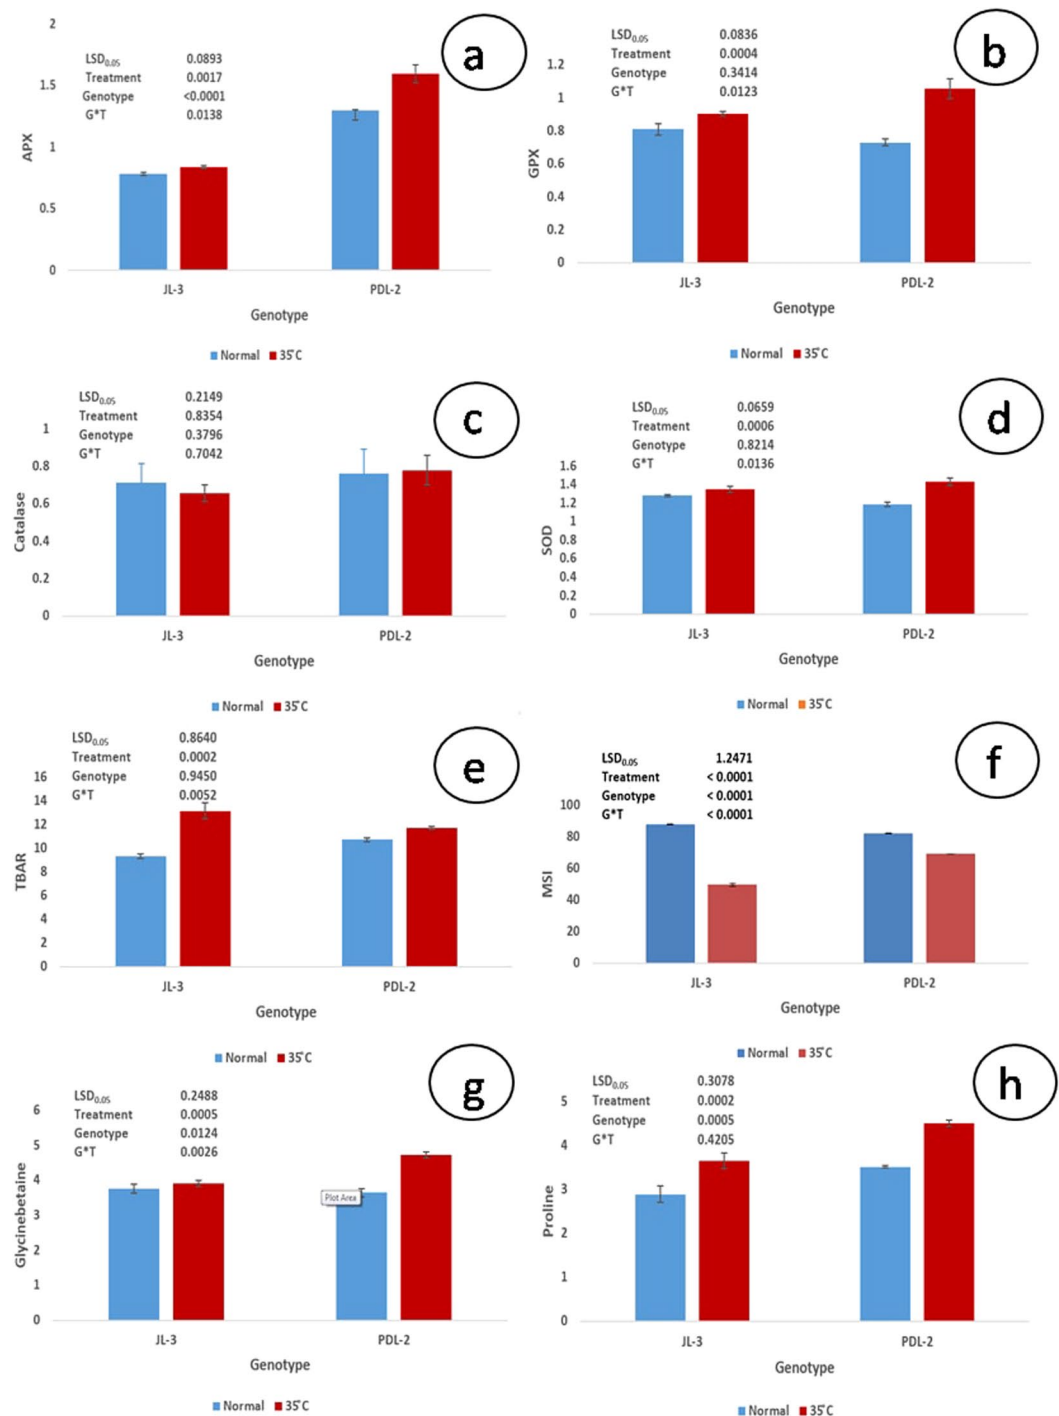 a
2
1.5
1
0.5
0
APX
LSD0.05 0.0893
Treatment 0.0017
Genotype <0.0001
G*T 0.0138
JL-3 PDL-2
Genotype
Normal 35°C
b
LSD0.05 0.0836
Treatment 0.0004
Genotype 0.3414
G*T 0.0123
1.2
1
0.8
0.6
0.4
0.2
0
GPX
JL-3 PDL-2
Genotype
Normal 35°C
c
LSD0.05 0.2149
Treatment 0.8354
Genotype 0.3796
G*T 0.7042
1
0.8
0.6
0.4
0.2
0
Catalase
JL-3 PDL-2
Genotype
Normal 35°C
d
LSD0.05 0.0659
Treatment 0.0006
Genotype 0.8214
G*T 0.0136
1.6
1.4
1.2
1
0.8
0.6
0.4
0.2
0
SOD
JL-3 PDL-2
Genotype
Normal 35°C
e
LSD0.05 0.8640
Treatment 0.0002
Genotype 0.9450
G*T 0.0052
16
14
12
10
8
6
4
2
0
TBAR
JL-3 PDL-2
Genotype
Normal 35°C
f
LSD0.05 1.2471
Treatment < 0.0001
Genotype < 0.0001
G*T < 0.0001
100
80
60
40
20
0
MSI
JL-3 PDL-2
Genotype
Normal 35°C
g
LSD0.05 0.2488
Treatment 0.0005
Genotype 0.0124
G*T 0.0026
6
5
4
3
2
1
0
Glycinebetaine
Plot Area
JL-3 PDL-2
Genotype
Normal 35°C
h
LSD0.05 0.3078
Treatment 0.0002
Genotype 0.0005
G*T 0.4205
5
4
3
2
1
0
Proline
JL-3 PDL-2
Genotype
Normal 35°C